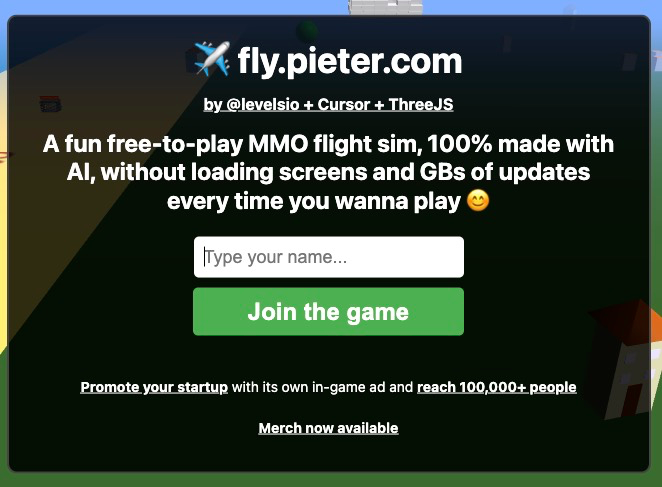 ✈️ fly.pieter.com
by @levelsio + Cursor + ThreeJS
A fun free-to-play MMO flight sim, 100% made with
AI, without loading screens and GBs of updates
every time you wanna play 😊
Type your name...
Join the game
Promote your startup with its own in-game ad and reach 100,000+ people
Merch now available